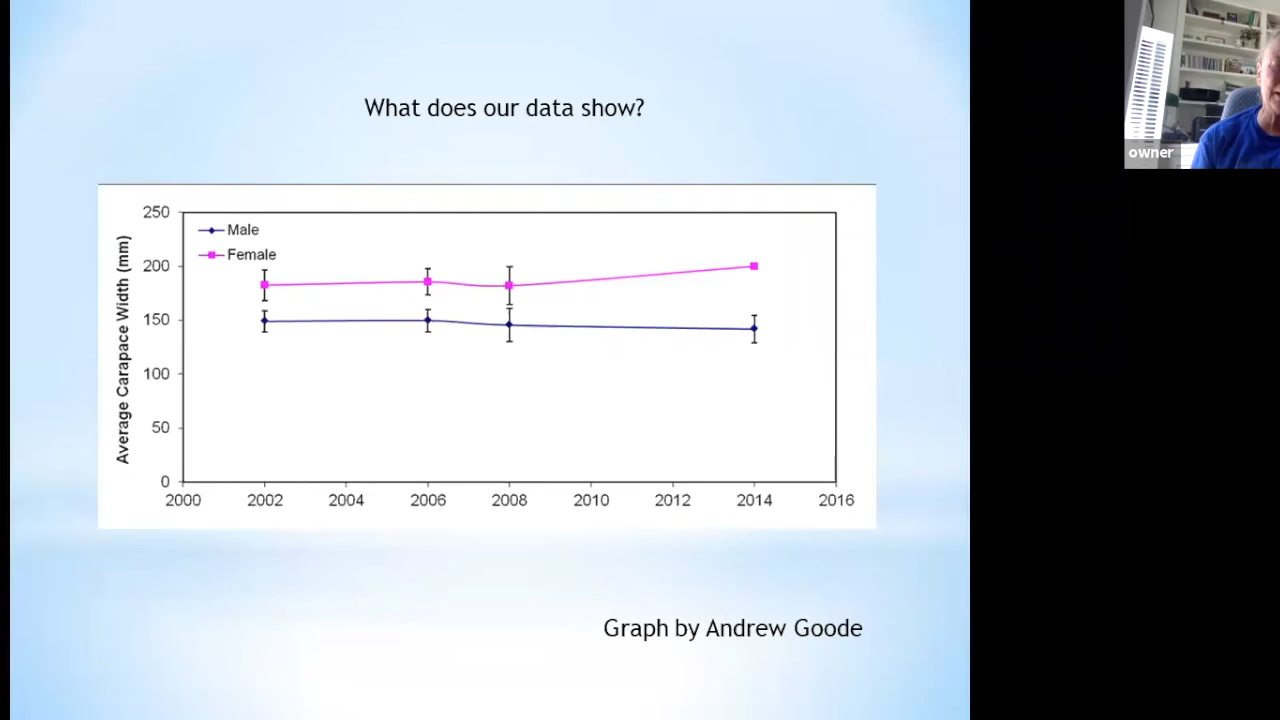 What does our data show?
owner
250
200
150
100
50
0
Average Carapace Width (mm)
Male
Female
2000 2002 2004 2006 2008 2010 2012 2014 2016
Graph by Andrew Goode